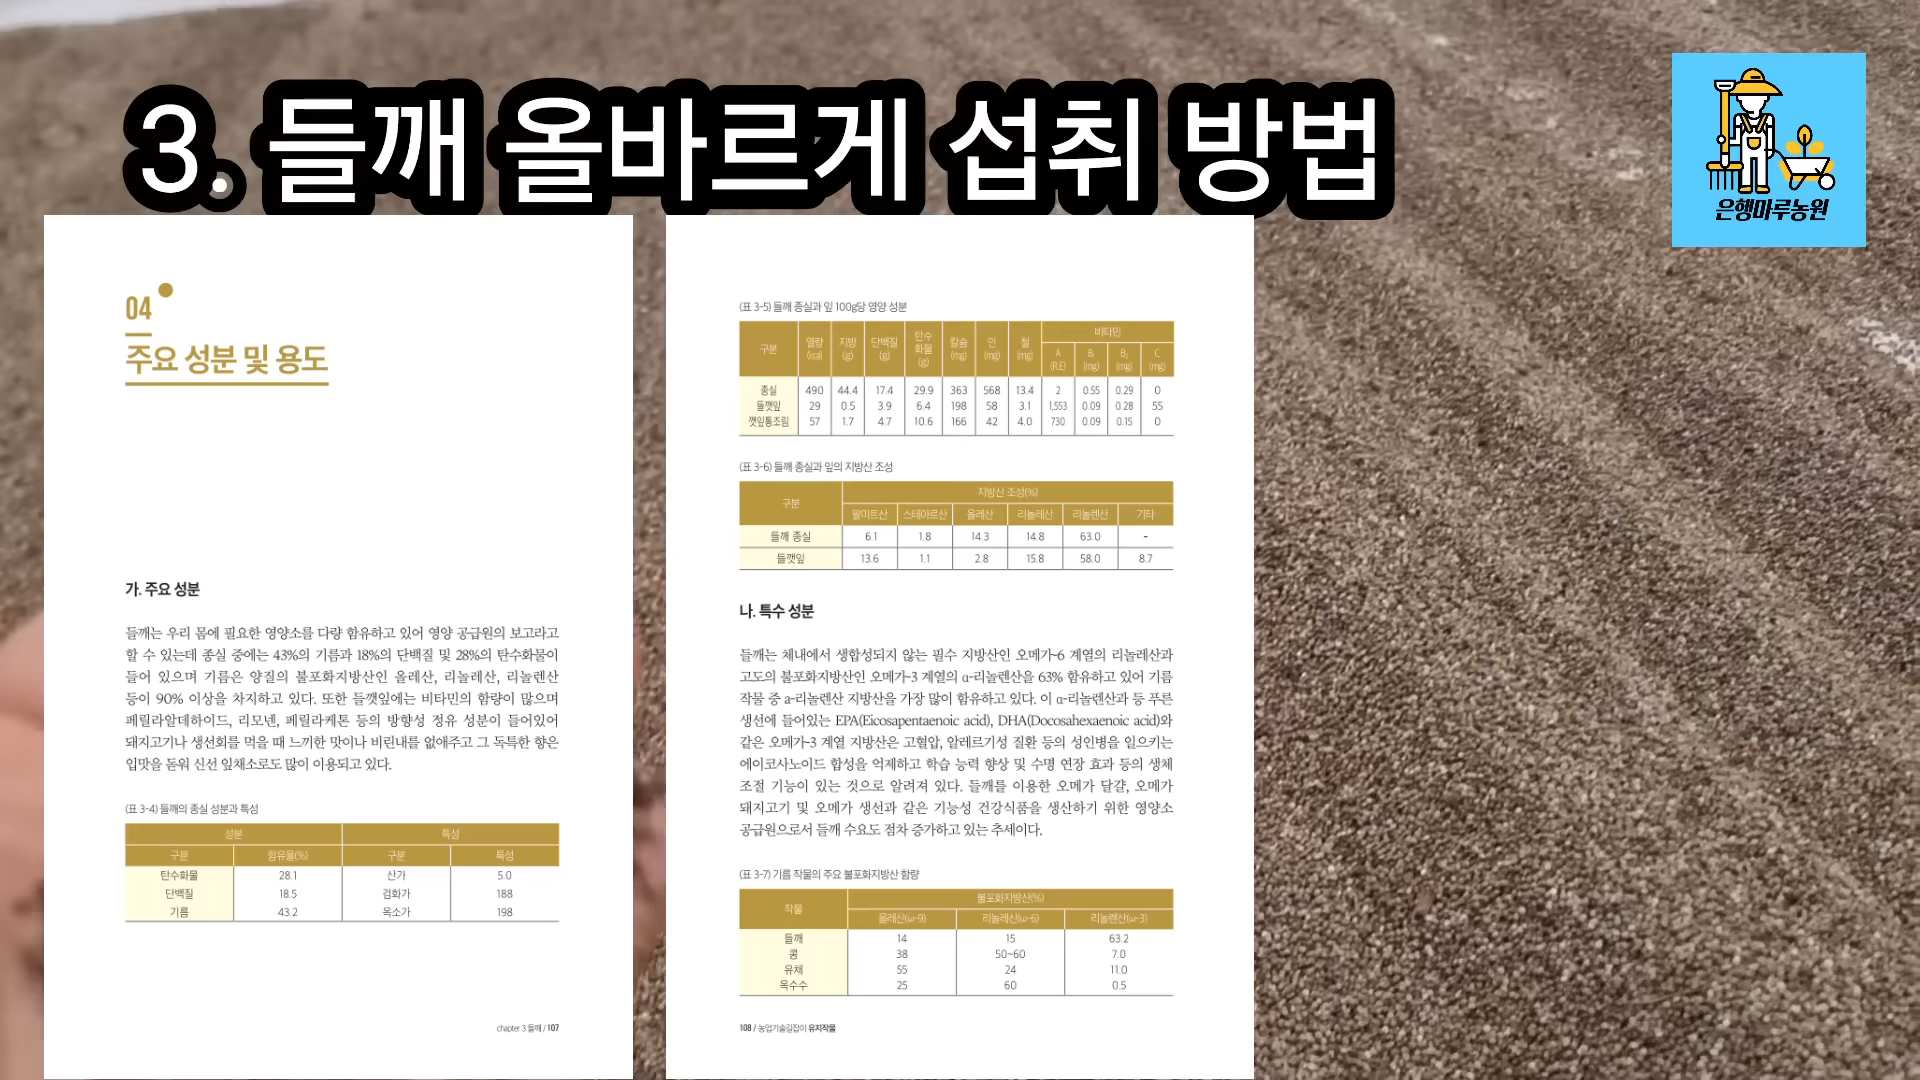 3. 들깨 올바르게 섭취 방법
은행마루농원
04
주요 성분 및 용도
가. 주요 성분
들깨는 우리 몸에 필요한 영양소를 다량 함유하고 있어 영양 공급원의 보고라고
할 수 있는데 종실 중에는 43%의 기름과 18%의 단백질 및 28%의 탄수화물이
들어 있으며 기름은 양질의 불포화지방산인 올레산, 리놀레산, 리놀렌산
등이 90% 이상을 차지하고 있다. 또한 들깻잎에는 비타민의 함량이 많으며
페릴라알데하이드, 리모넨, 페릴라케톤 등의 방향성 정유 성분이 들어있어
돼지고기나 생선회를 먹을 때 느끼한 맛이나 비린내를 없애주고 그 독특한 향은
입맛을 돋워 신선 잎채소로도 많이 이용되고 있다.
(표 3-4) 들깨의 종실 성분과 특성
성분 특성
구분 함유율(%) 구분 특성
탄수화물 28.1 산가 5.0
단백질 18.5 검화가 188
기름 43.2 옥소가 198
chapter 3 들깨 / 107
(표 3-5) 들깨 종실과 잎 100g당 영양 성분
구분 열량(kcal) 지방(g) 단백질(g) 탄수화물(g) 칼슘(mg) 인(mg) 철(mg) 비타민
A(R.E) B₁(mg) B₂(mg) C(mg)
종실 490 44.4 17.4 29.9 363 568 13.4 2 0.55 0.29 0
들깻잎 29 0.5 3.9 6.4 198 58 3.1 1,553 0.09 0.28 55
깻잎통조림 57 1.7 4.7 10.6 166 42 4.0 730 0.09 0.15 0
(표 3-6) 들깨 종실과 잎의 지방산 조성
구분 지방산 조성(%)
팔미트산 스테아르산 올레산 리놀레산 리놀렌산 기타
들깨 종실 6.1 1.8 14.3 14.8 63.0 -
들깻잎 13.6 1.1 2.8 15.8 58.0 8.7
나. 특수 성분
들깨는 체내에서 생합성되지 않는 필수 지방산인 오메가-6 계열의 리놀레산과
고도의 불포화지방산인 오메가-3 계열의 α-리놀렌산을 63% 함유하고 있어 기름
작물 중 a-리놀렌산 지방산을 가장 많이 함유하고 있다. 이 α-리놀렌산과 등 푸른
생선에 들어있는 EPA(Eicosapentaenoic acid), DHA(Docosahexaenoic acid)와
같은 오메가-3 계열 지방산은 고혈압, 알레르기성 질환 등의 성인병을 일으키는
에이코사노이드 합성을 억제하고 학습 능력 향상 및 수명 연장 효과 등의 생체
조절 기능이 있는 것으로 알려져 있다. 들깨를 이용한 오메가 달걀, 오메가
돼지고기 및 오메가 생선과 같은 기능성 건강식품을 생산하기 위한 영양소
공급원으로서 들깨 수요도 점차 증가하고 있는 추세이다.
(표 3-7) 기름 작물의 주요 불포화지방산 함량
작물 불포화지방산(%)
올레산(ω-9) 리놀레산(ω-6) 리놀렌산(ω-3)
들깨 14 15 63.2
콩 38 50~60 7.0
유채 55 24 11.0
옥수수 25 60 0.5
108 / 농업기술길잡이 유지작물